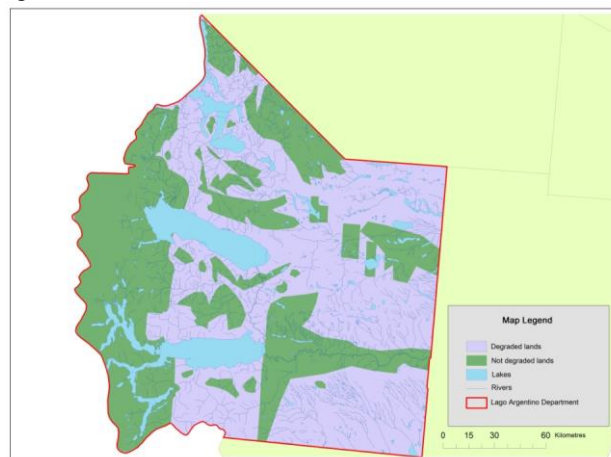 Map Legend
Degraded lands
Not degraded lands
Lakes
Rivers
Lago Argentino Department
0 15 30 60 Kilometres